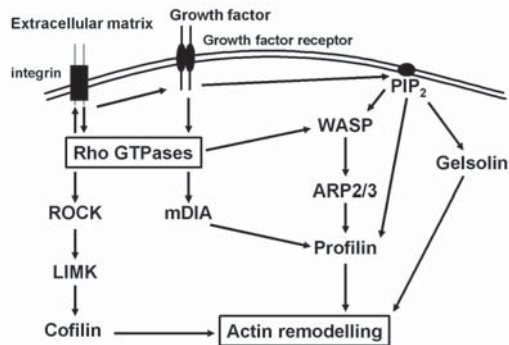 Growth factor
Extracellular matrix
Growth factor receptor
integrin
PIP2
WASP
Rho GTPases
Gelsolin
ROCK
mDIA
ARP2/3
Profilin
LIMK
Cofilin
Actin remodelling